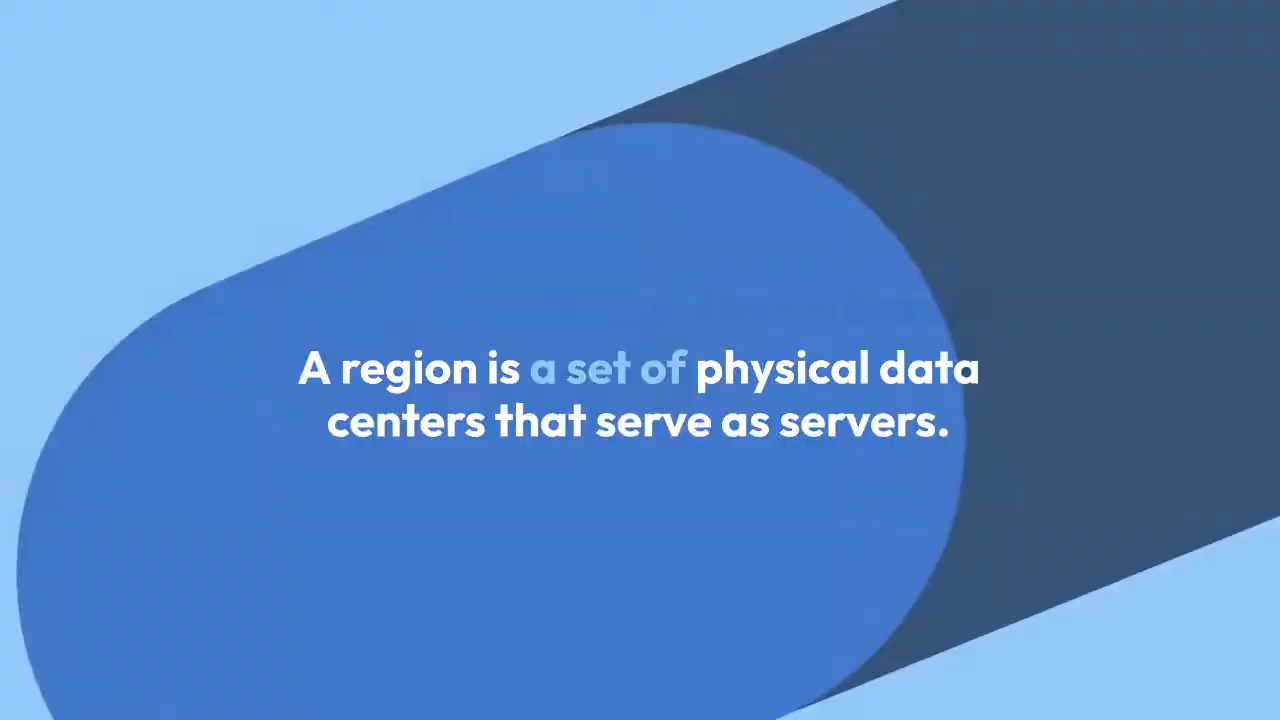 A region is a set of physical data
centers that serve as servers.